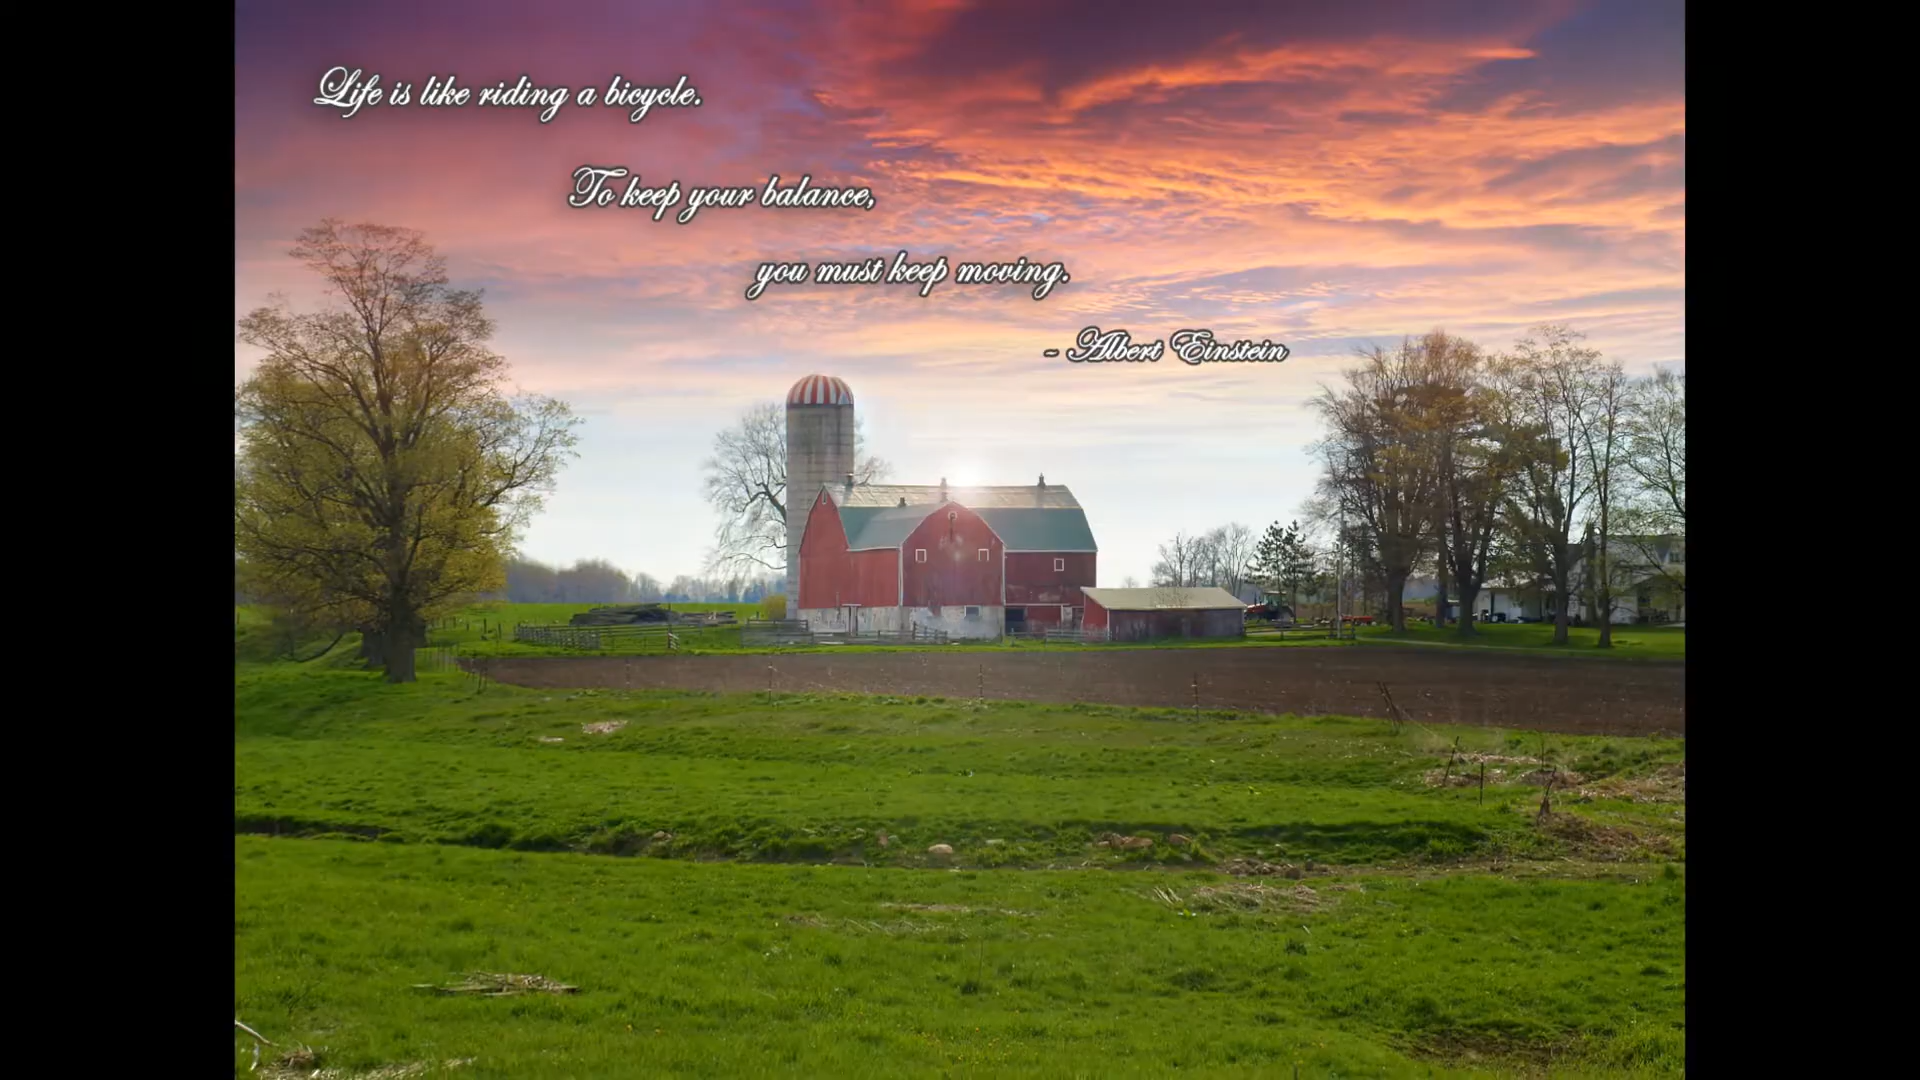 Life is like riding a bicycle.
To keep your balance,
you must keep moving.
- Albert Einstein